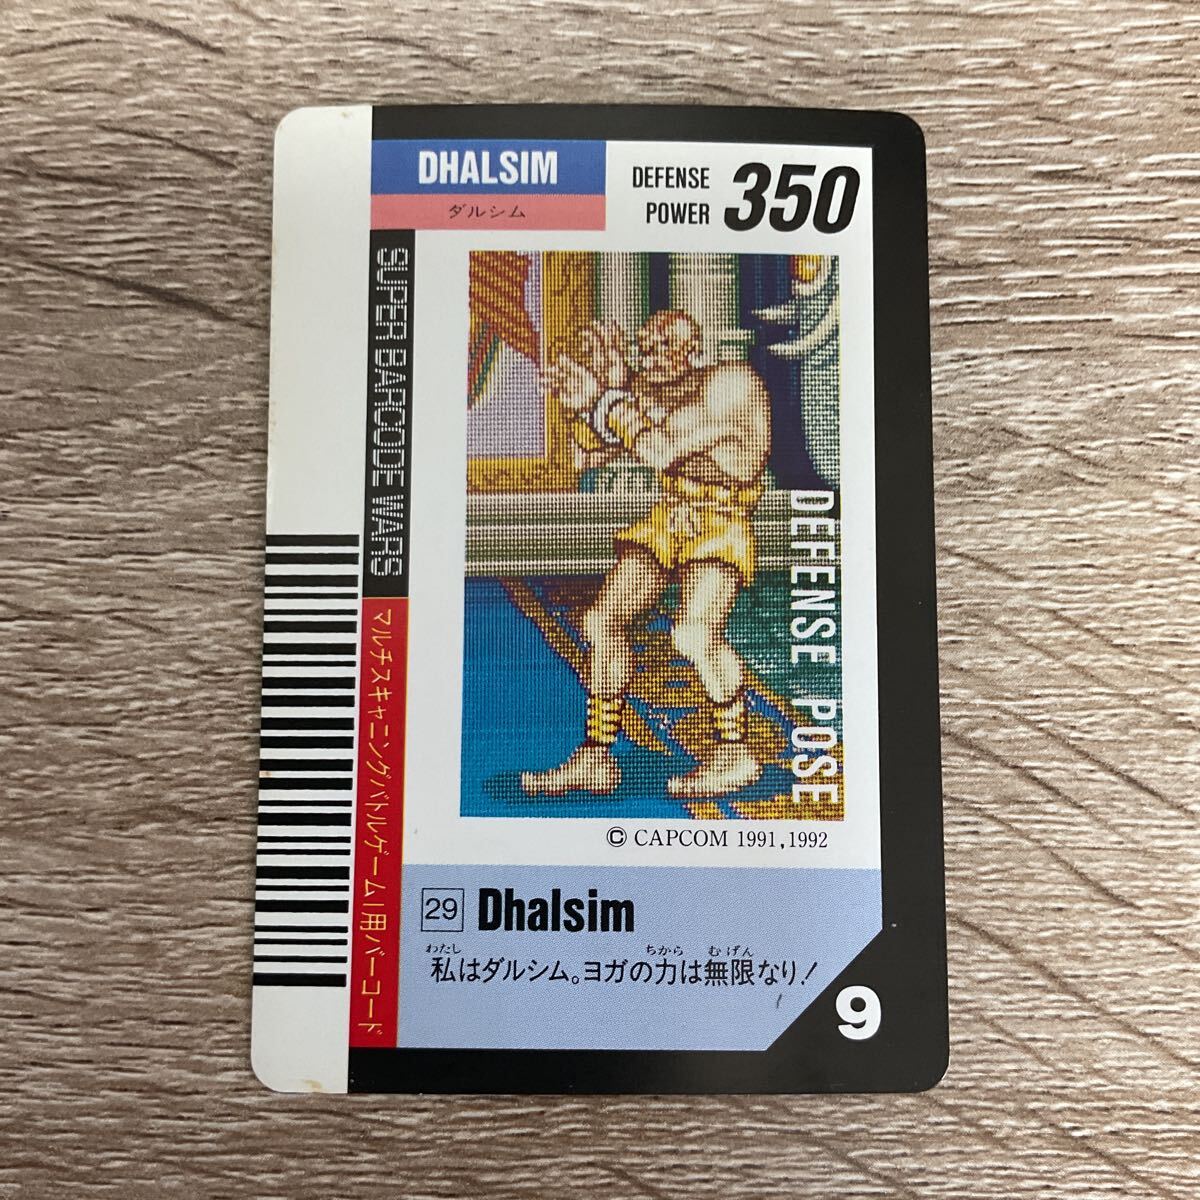 DHALSIM
ダルシム
DEFENSE
POWER
350
SUPER BARCODE WARS
マルチスキャニングバトルゲームI用バーコード
DEFENSE POSE
© CAPCOM 1991,1992
29 Dhalsim
わたし ちから むげん
私はダルシム。ヨガの力は無限なり!
9